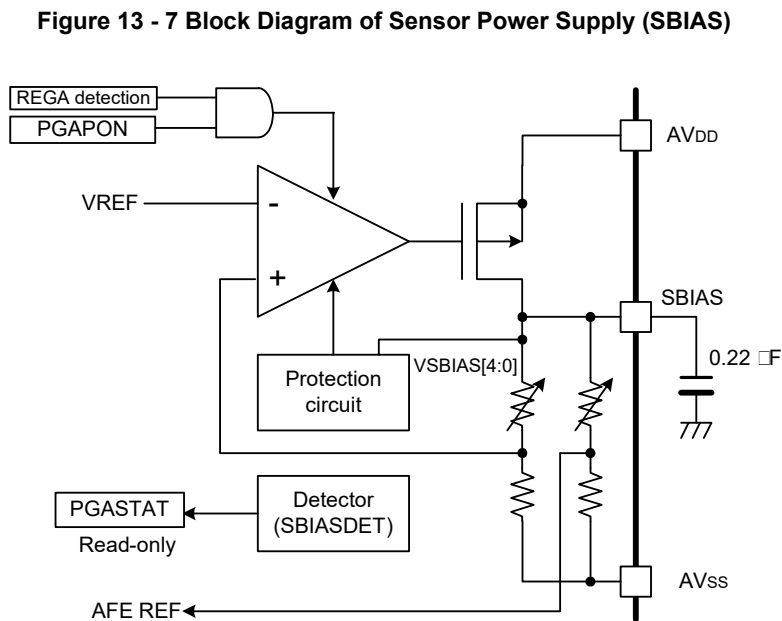 Figure 13 - 7 Block Diagram of Sensor Power Supply (SBIAS)
REGA detection
PGAPON
AVDD
VREF
-
+
SBIAS
0.22 □F
VSBIAS[4:0]
Protection
circuit
Detector
(SBIASDET)
PGASTAT
Read-only
AVss
AFE REF